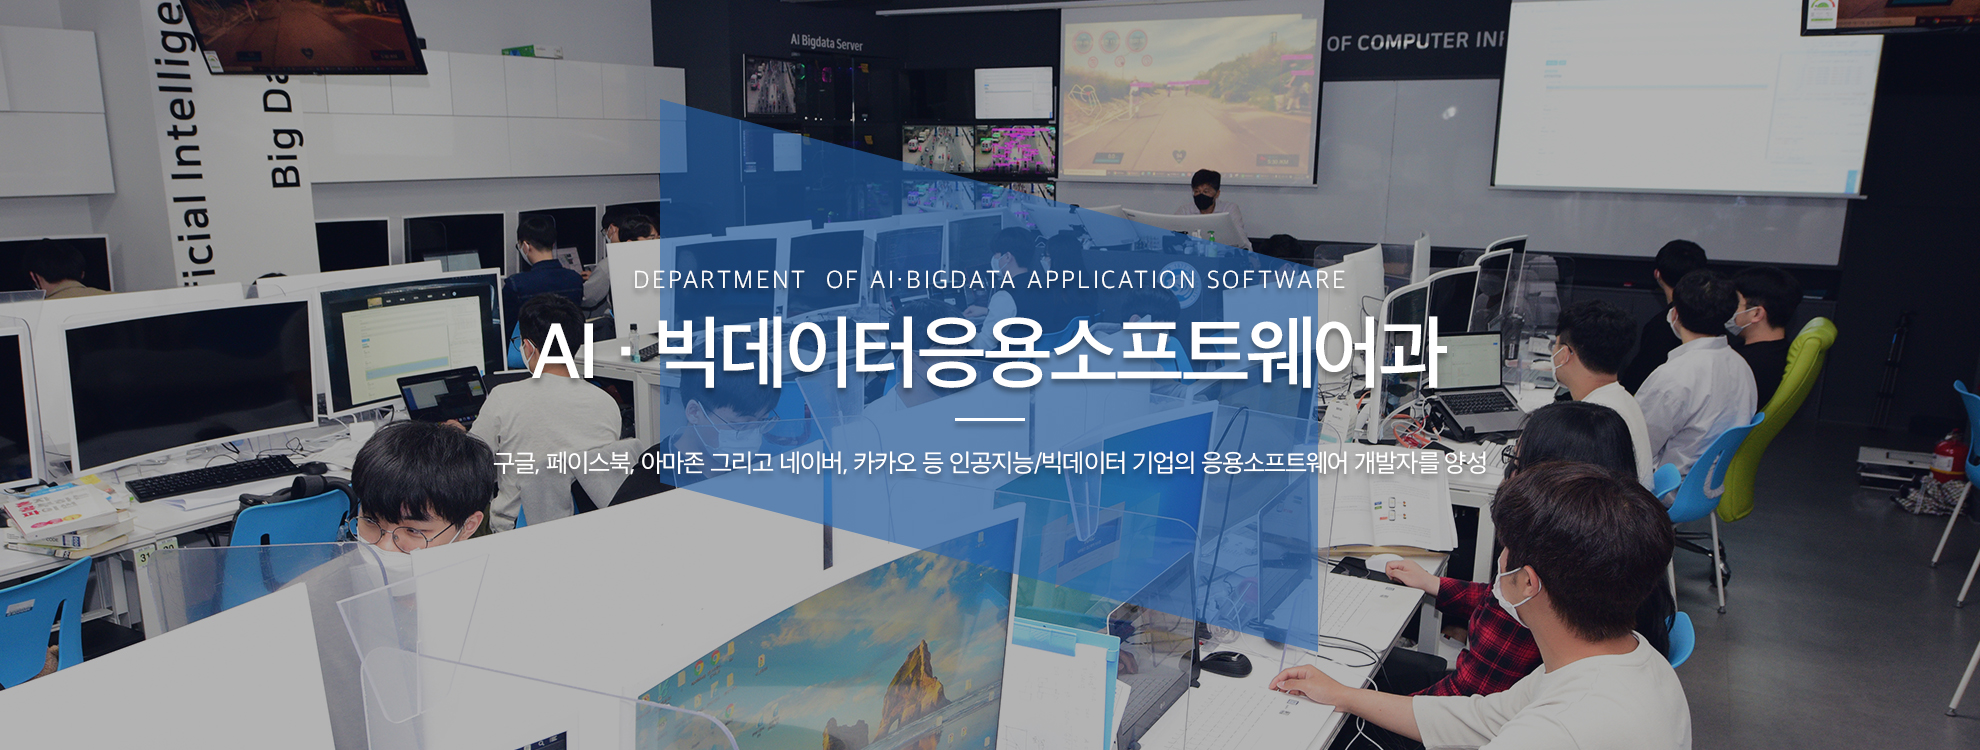 ficial Intellige
Big Da
AI Bigdata Server
OF COMPUTER INF
DEPARTMENT OF AI·BIGDATA APPLICATION SOFTWARE
AI · 빅데이터응용소프트웨어과
구글, 페이스북, 아마존 그리고 네이버, 카카오 등 인공지능/빅데이터 기업의 응용소프트웨어 개발자를 양성
31
30